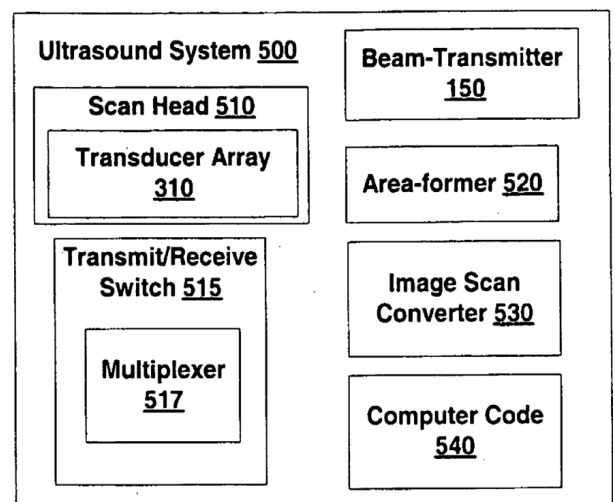 Ultrasound System 500
Scan Head 510
Transducer Array
310
Transmit/Receive
Switch 515
Multiplexer
517
Beam-Transmitter
150
Area-former 520
Image Scan
Converter 530
Computer Code
540